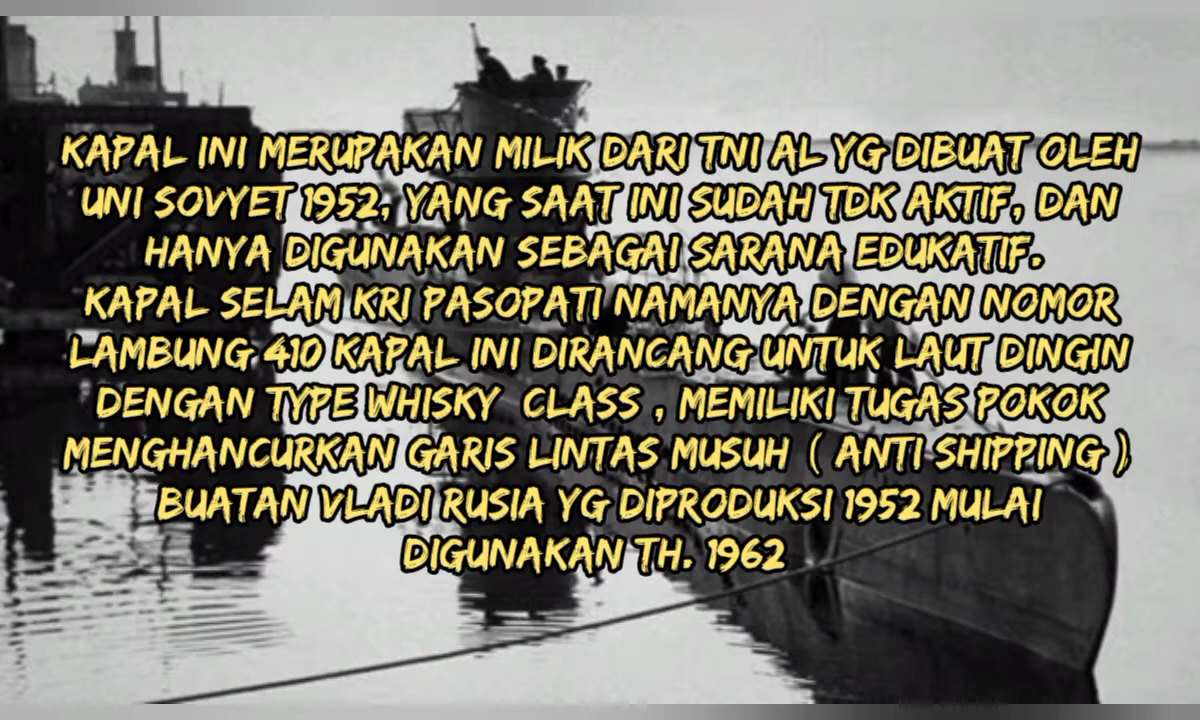 KAPAL INI MERUPAKAN MILIK DARI TNI AL YG DIBUAT OLEH
UNI SOVYET 1952, YANG SAAT INI SUDAH TDK AKTIF, DAN
HANYA DIGUNAKAN SEBAGAI SARANA EDUKATIF.
KAPAL SELAM KRI PASOPATI NAMANYA DENGAN NOMOR
LAMBUNG 410 KAPAL INI DIRANCANG UNTUK LAUT DINGIN
DENGAN TYPE WHISKY CLASS , MEMILIKI TUGAS POKOK
MENGHANCURKAN GARIS LINTAS MUSUH ( ANTI SHIPPING )
BUATAN VLADI RUSIA YG DIPRODUKSI 1952 MULAI
DIGUNAKAN TH. 1962